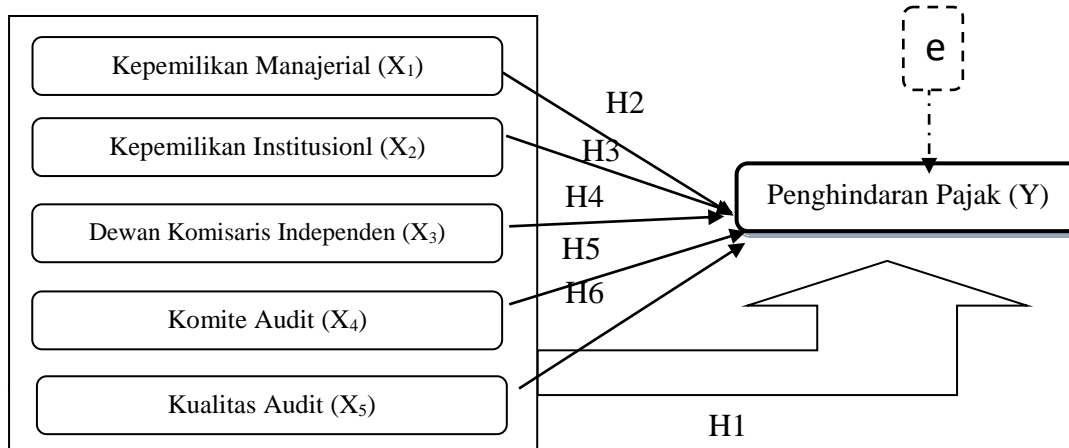 Kepemilikan Manajerial (X₁)
Kepemilikan Institusionl (X₂)
Dewan Komisaris Independen (X₃)
Komite Audit (X₄)
Kualitas Audit (X₅)
H2
H3
H4
H5
H6
H1
e
Penghindaran Pajak (Y)